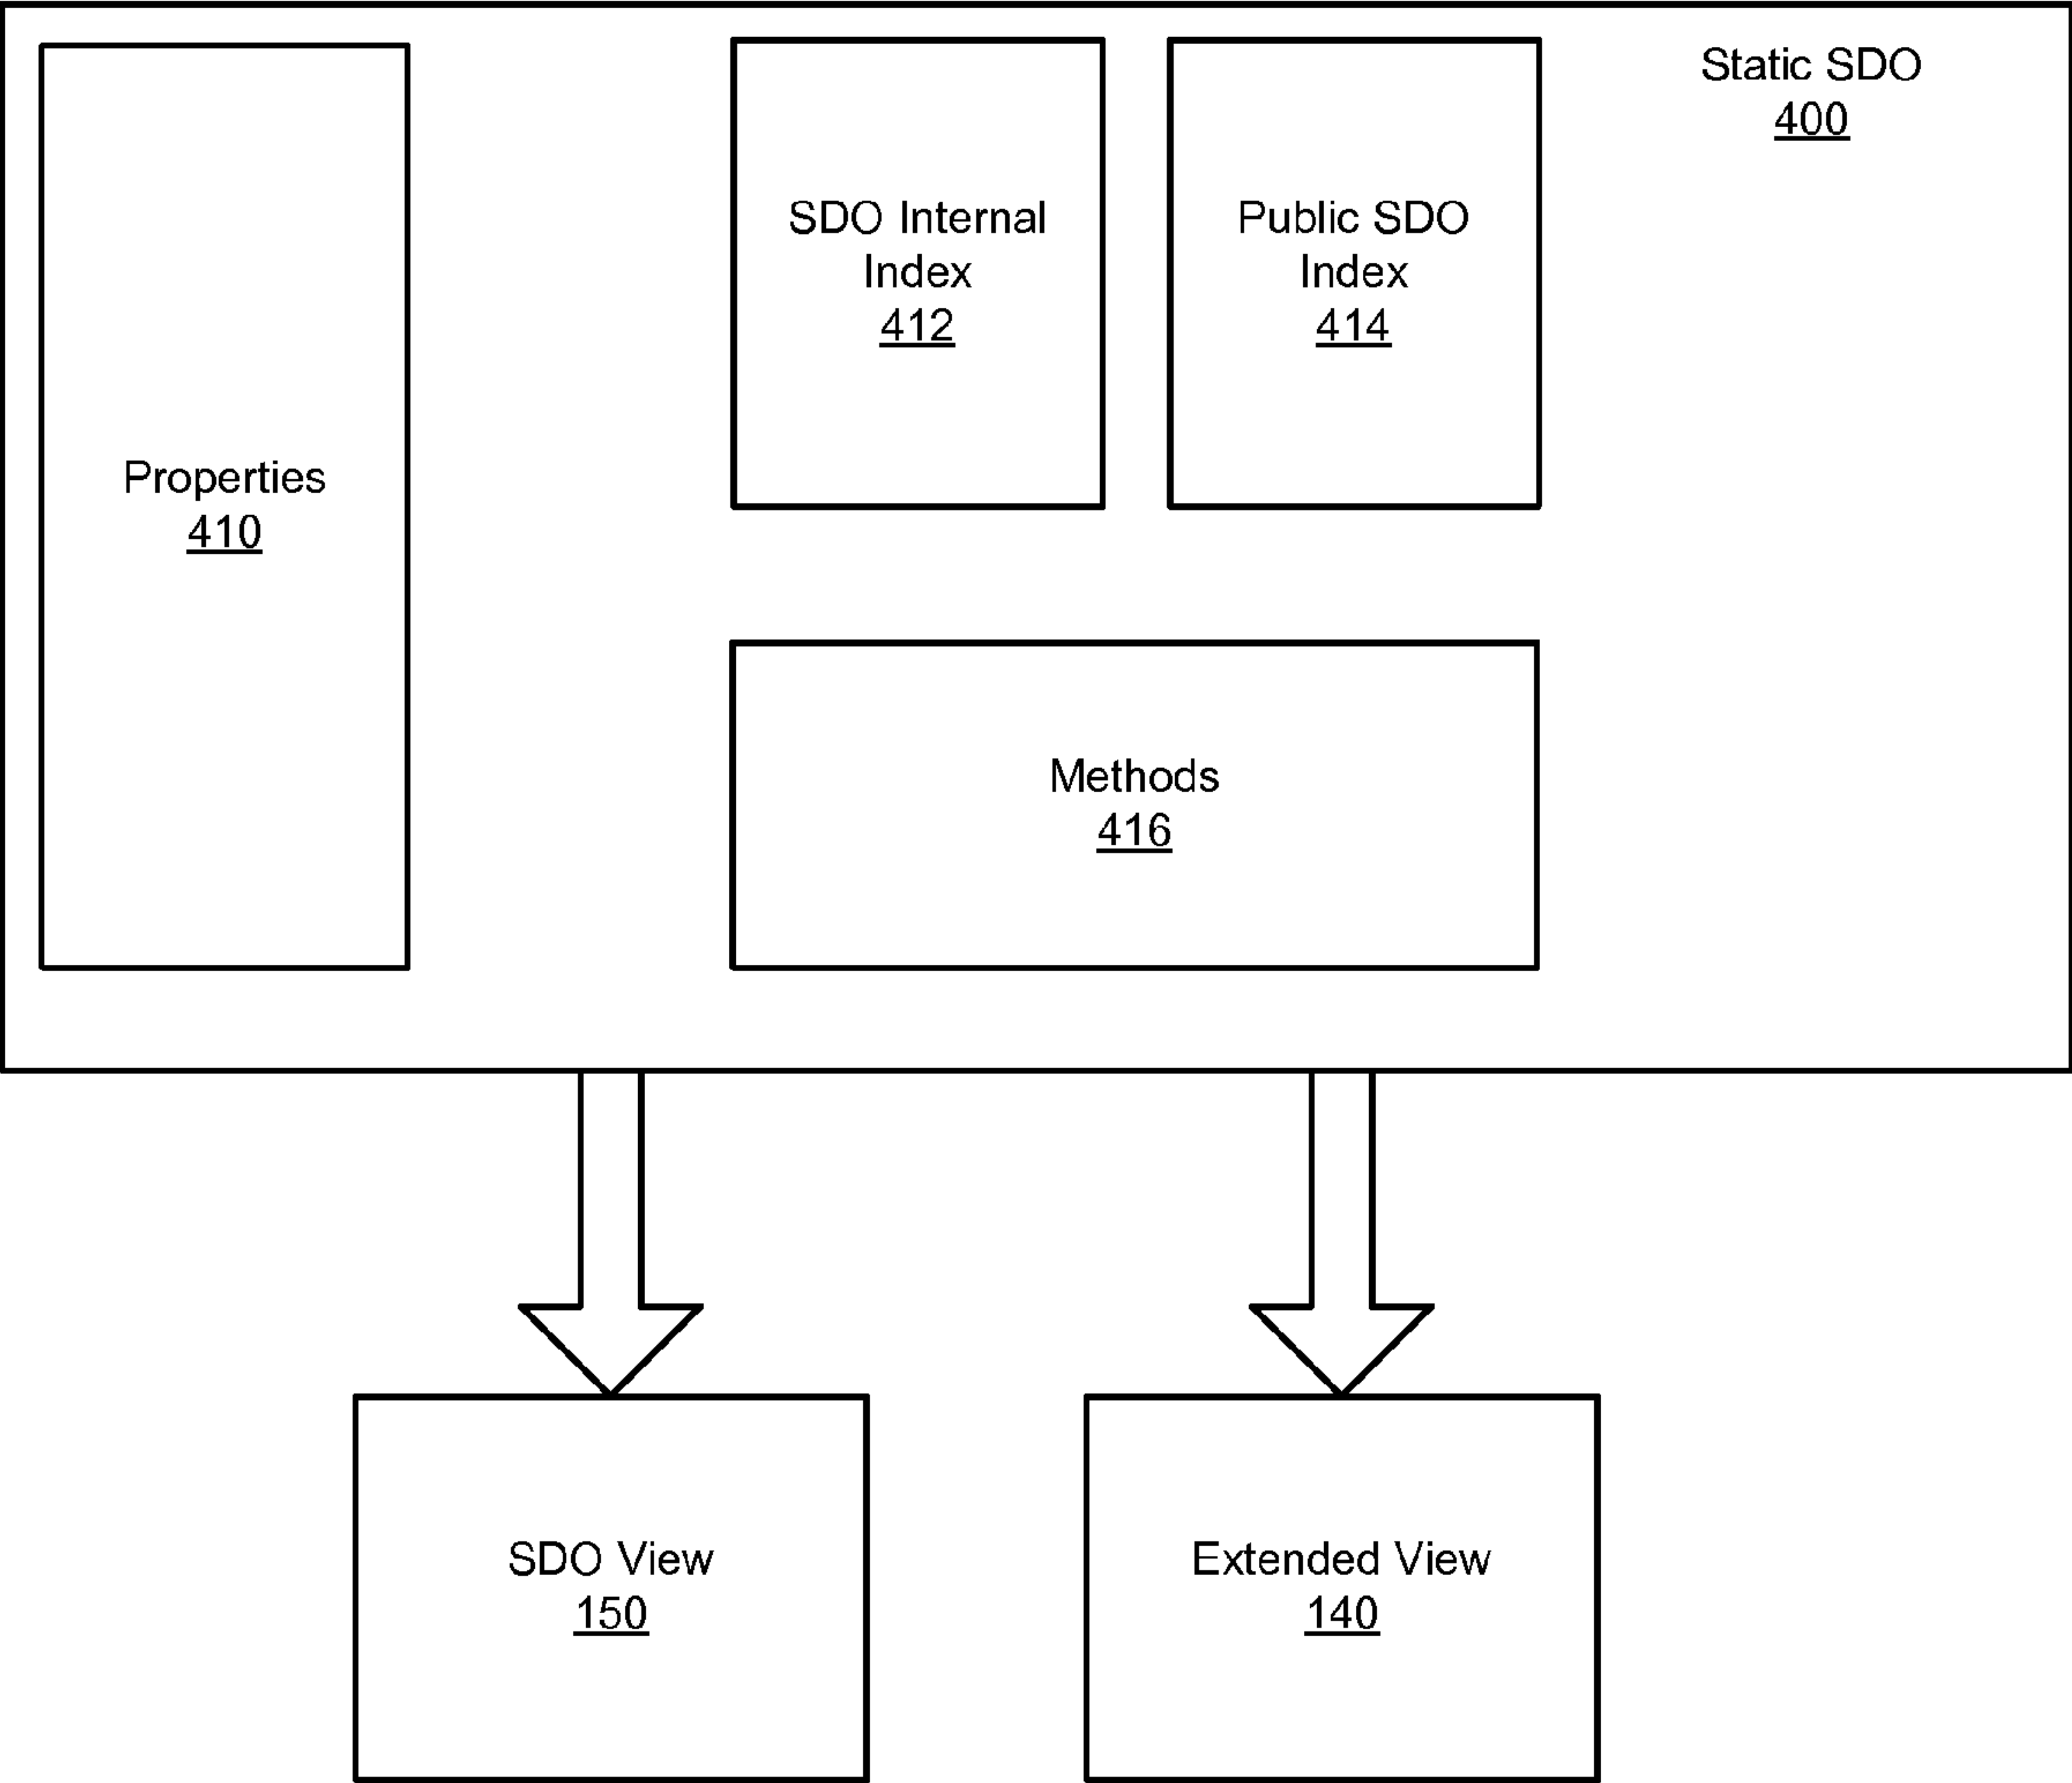 Static SDO
400
SDO Internal
Index
412
Public SDO
Index
414
Properties
410
Methods
416
SDO View
150
Extended View
140